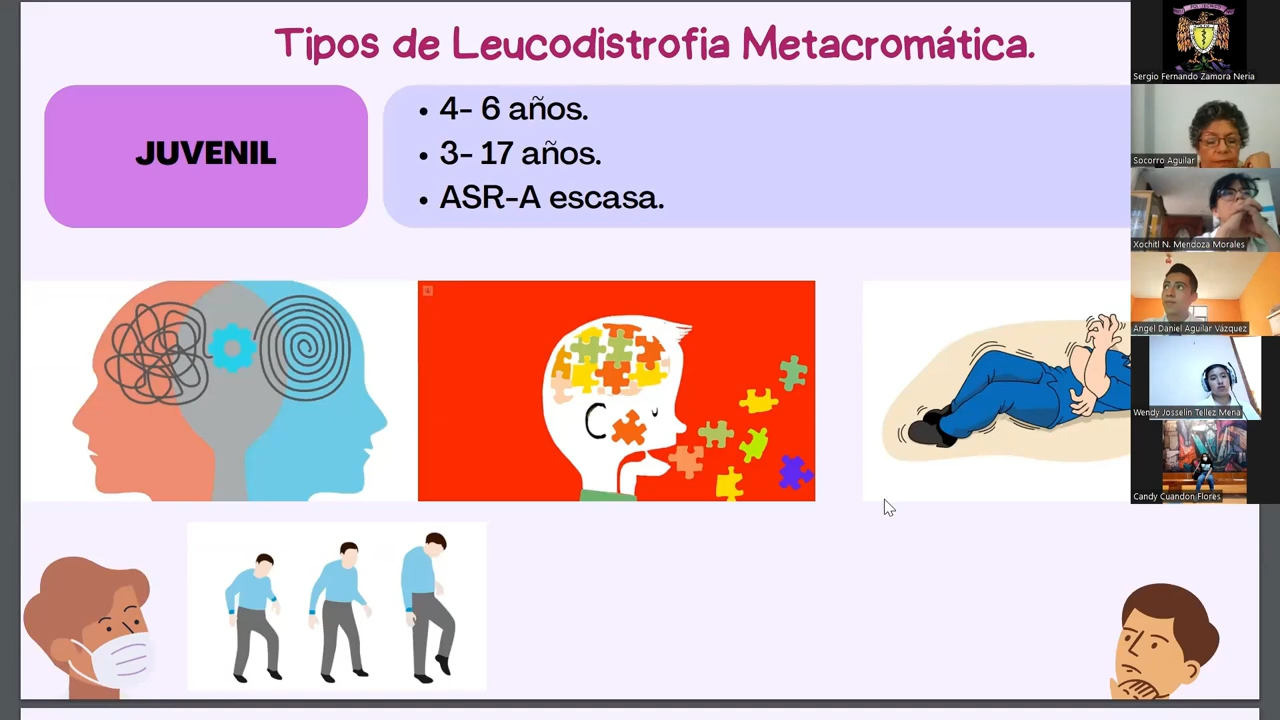 Tipos de Leucodistrofia Metacromática.
JUVENIL
• 4- 6 años.
• 3- 17 años.
• ASR-A escasa.
Sergio Fernando Zamora Neria
Socorro Aguilar
Xochitl N. Mendoza Morales
Angel Daniel Aguilar Vázquez
Wendy Josselin Tellez Mena
Candy Cuandon Flores